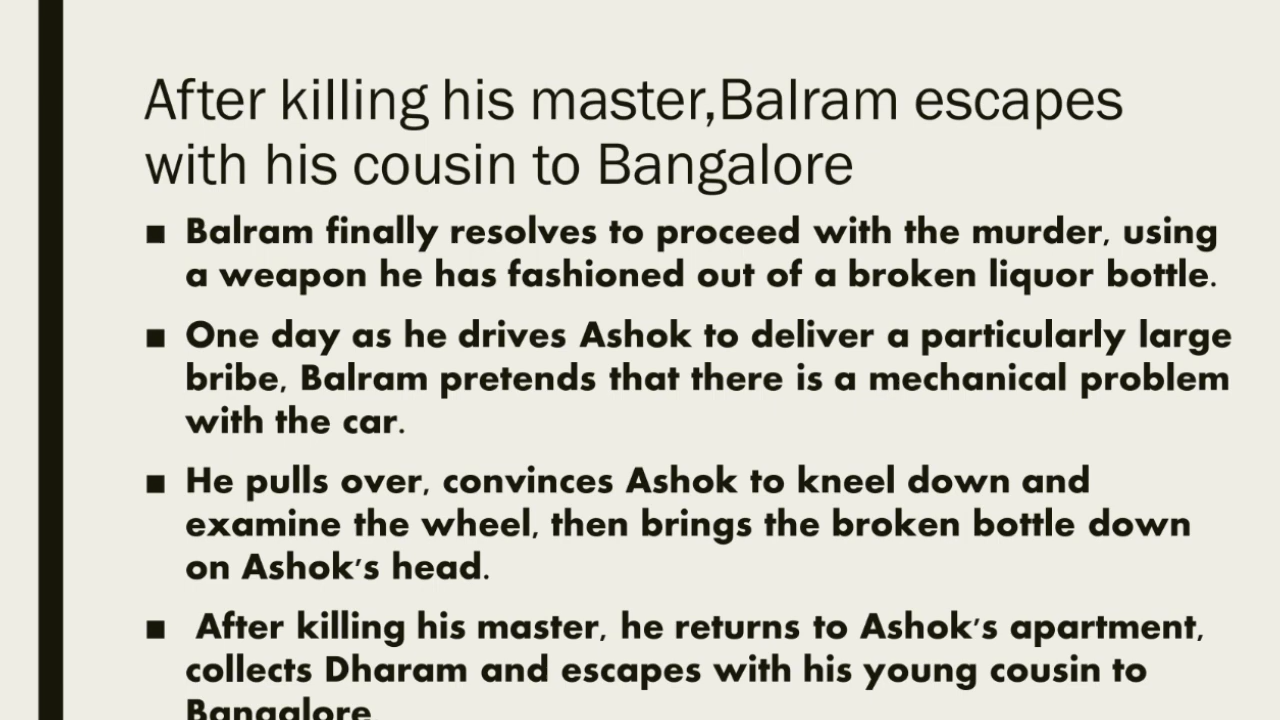 After killing his master,Balram escapes
with his cousin to Bangalore
■ Balram finally resolves to proceed with the murder, using
a weapon he has fashioned out of a broken liquor bottle.
■ One day as he drives Ashok to deliver a particularly large
bribe, Balram pretends that there is a mechanical problem
with the car.
■ He pulls over, convinces Ashok to kneel down and
examine the wheel, then brings the broken bottle down
on Ashok's head.
■ After killing his master, he returns to Ashok's apartment,
collects Dharam and escapes with his young cousin to
Bangalore.